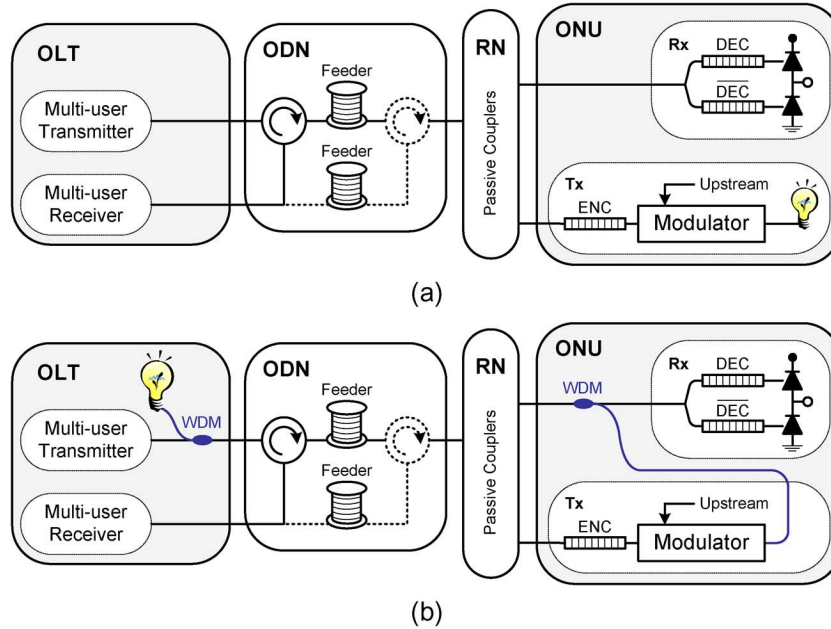 OLT
ODN
RN
ONU
Multi-user
Transmitter
Multi-user
Receiver
Feeder
Feeder
Passive Couplers
Rx
DEC
DEC
Tx
Upstream
ENC
Modulator
(a)
OLT
ODN
RN
ONU
WDM
Multi-user
Transmitter
Multi-user
Receiver
Feeder
Feeder
Passive Couplers
WDM
Rx
DEC
DEC
Tx
Upstream
ENC
Modulator
(b)